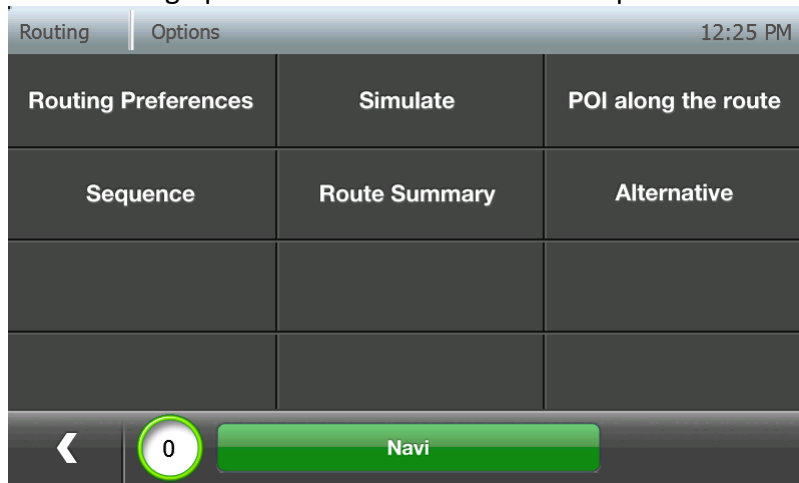 Routing Options 12:25 PM
Routing Preferences Simulate POI along the route
Sequence Route Summary Alternative
0 Navi